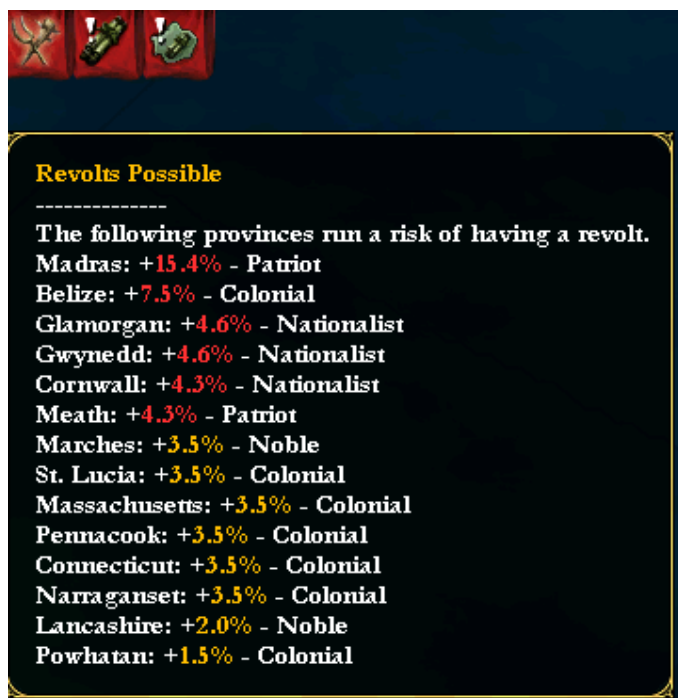 Revolts Possible
--------------
The following provinces run a risk of having a revolt.
Madras: +15.4% - Patriot
Belize: +7.5% - Colonial
Glamorgan: +4.6% - Nationalist
Gwynedd: +4.6% - Nationalist
Cornwall: +4.3% - Nationalist
Meath: +4.3% - Patriot
Marches: +3.5% - Noble
St. Lucia: +3.5% - Colonial
Massachusetts: +3.5% - Colonial
Pennacook: +3.5% - Colonial
Connecticut: +3.5% - Colonial
Narraganset: +3.5% - Colonial
Lancashire: +2.0% - Noble
Powhatan: +1.5% - Colonial